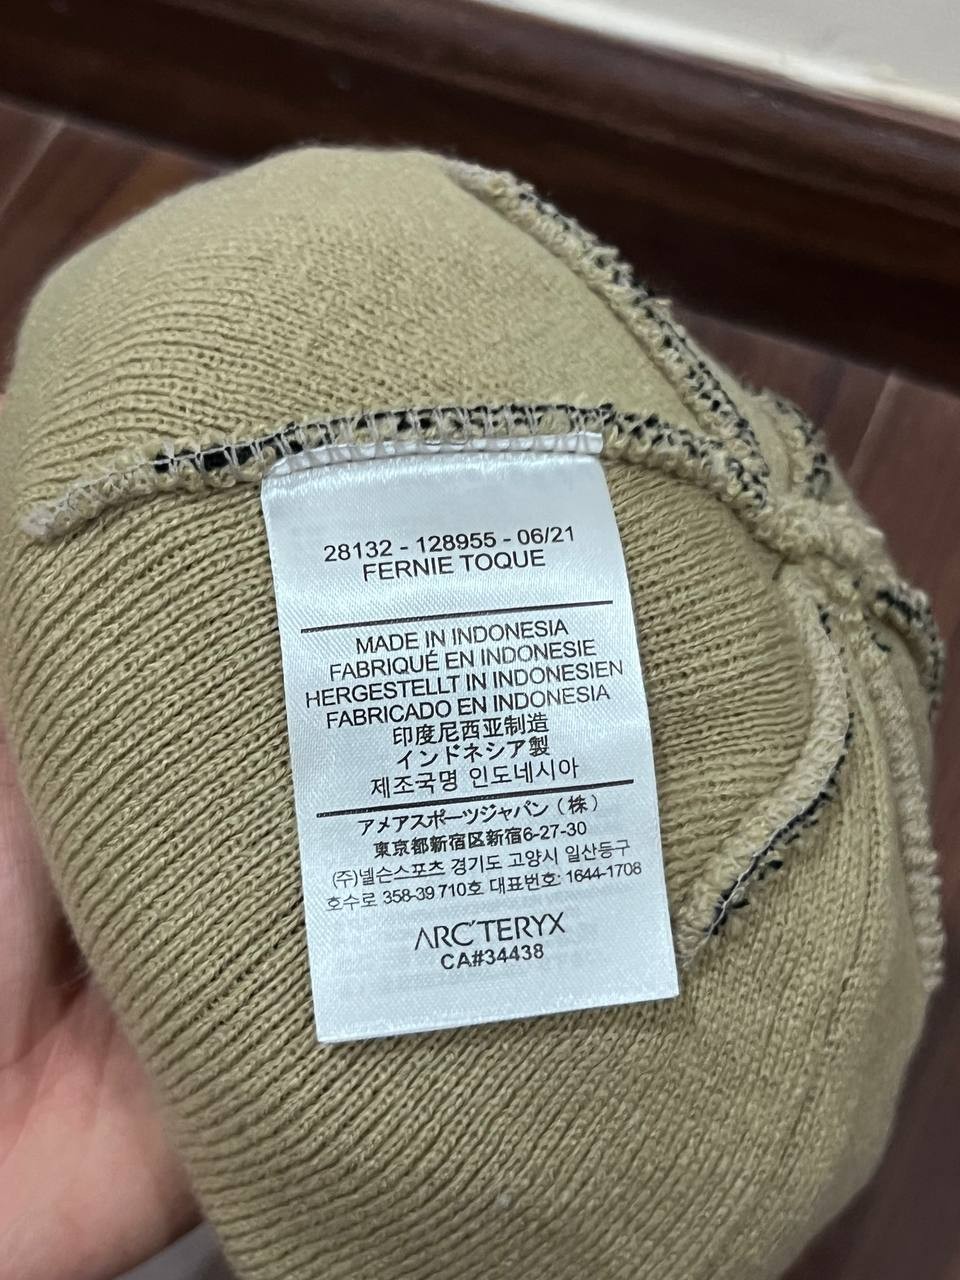 28132 - 128955 - 06/21
FERNIE TOQUE
MADE IN INDONESIA
FABRIQUÉ EN INDONESIE
HERGESTELLT IN INDONESIEN
FABRICADO EN INDONESIA
印度尼西亚制造
インドネシア製
제조국명 인도네시아
アメアスポーツジャパン（株）
東京都新宿区新宿6-27-30
(주)넬슨스포츠 경기도 고양시 일산동구
호수로 358-39 710호 대표번호: 1644-1708
ARC'TERYX
CA#34438